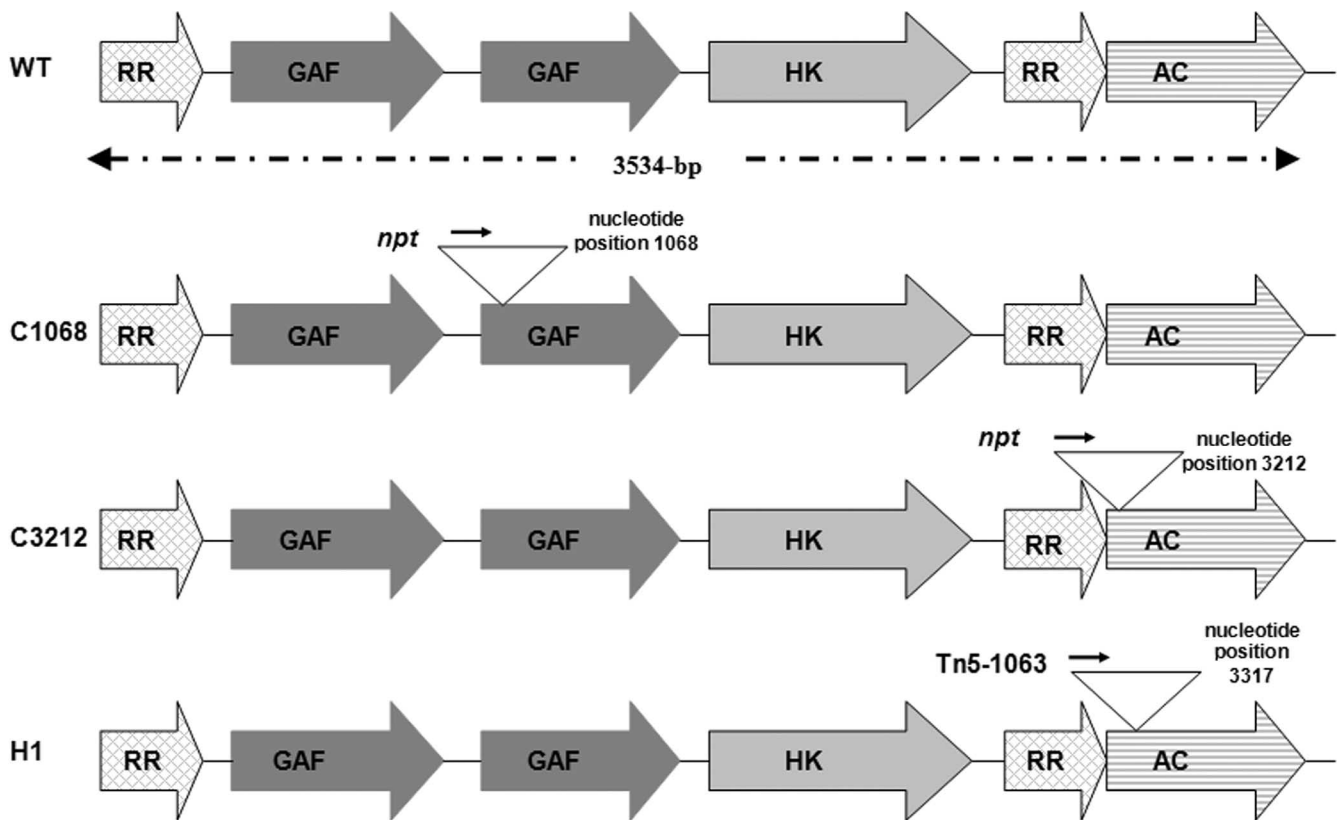 WT
RR GAF GAF HK RR AC
3534-bp
npt
nucleotide
position 1068
C1068
RR GAF GAF HK RR AC
npt
nucleotide
position 3212
C3212
RR GAF GAF HK RR AC
Tn5-1063
nucleotide
position
3317
H1
RR GAF GAF HK RR AC